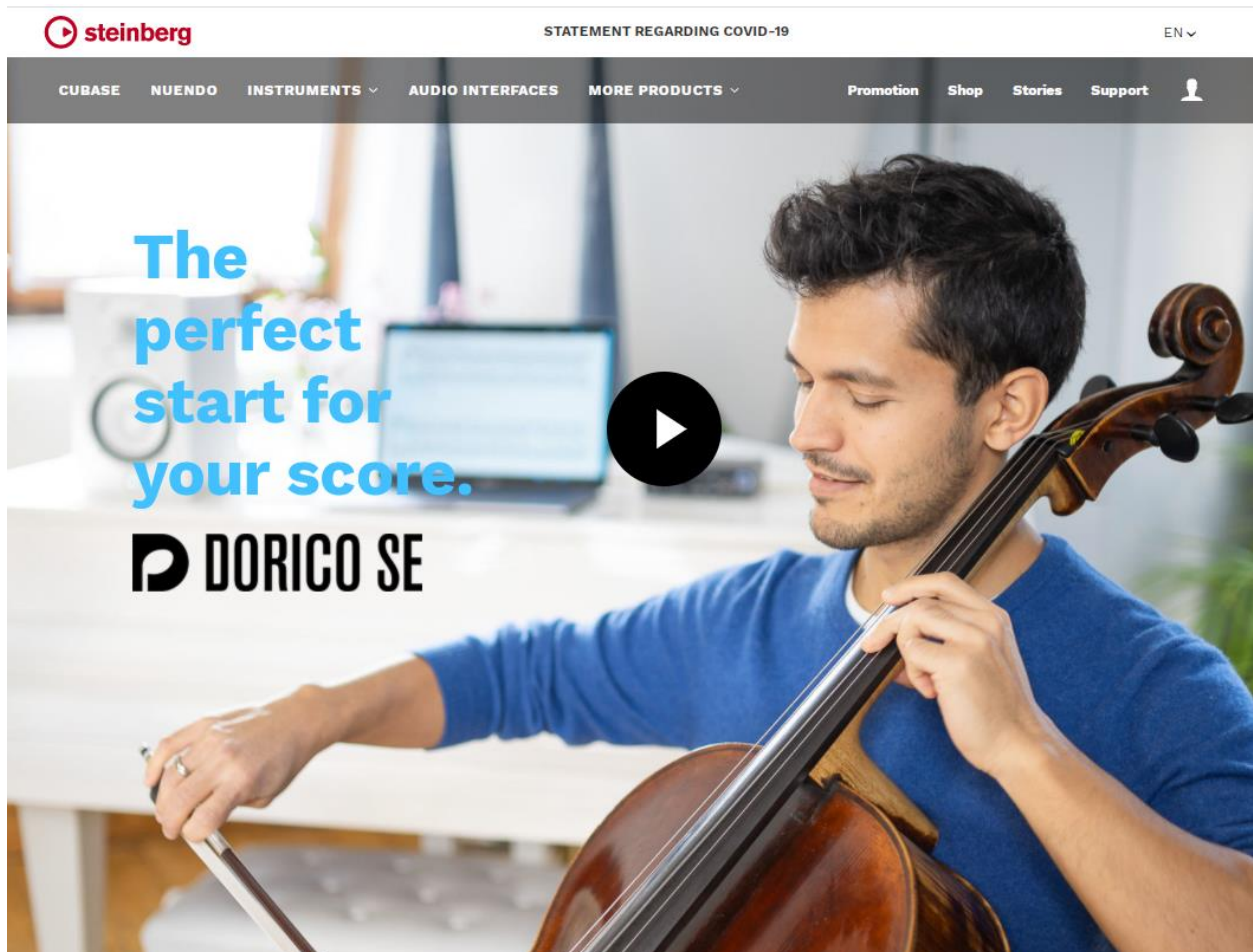 steinberg
STATEMENT REGARDING COVID-19
EN
CUBASE NUENDO INSTRUMENTS AUDIO INTERFACES MORE PRODUCTS Promotion Shop Stories Support
The
perfect
start for
your score.
DORICO SE